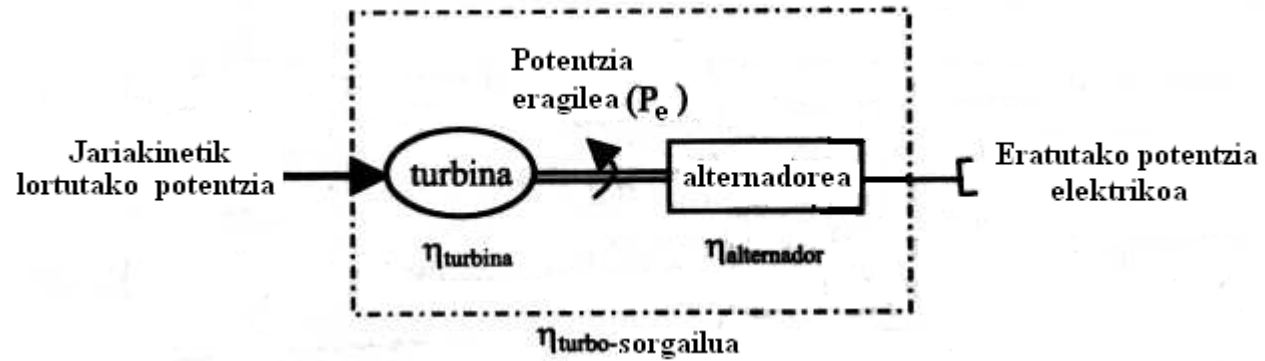 Potentzia
eragilea (Pe)
Jariakinetik
lortutako potentzia
turbina
alternadorea
Eratutako potentzia
elektrikoa
ηturbina
ηalternador
ηturbo-sorgailua